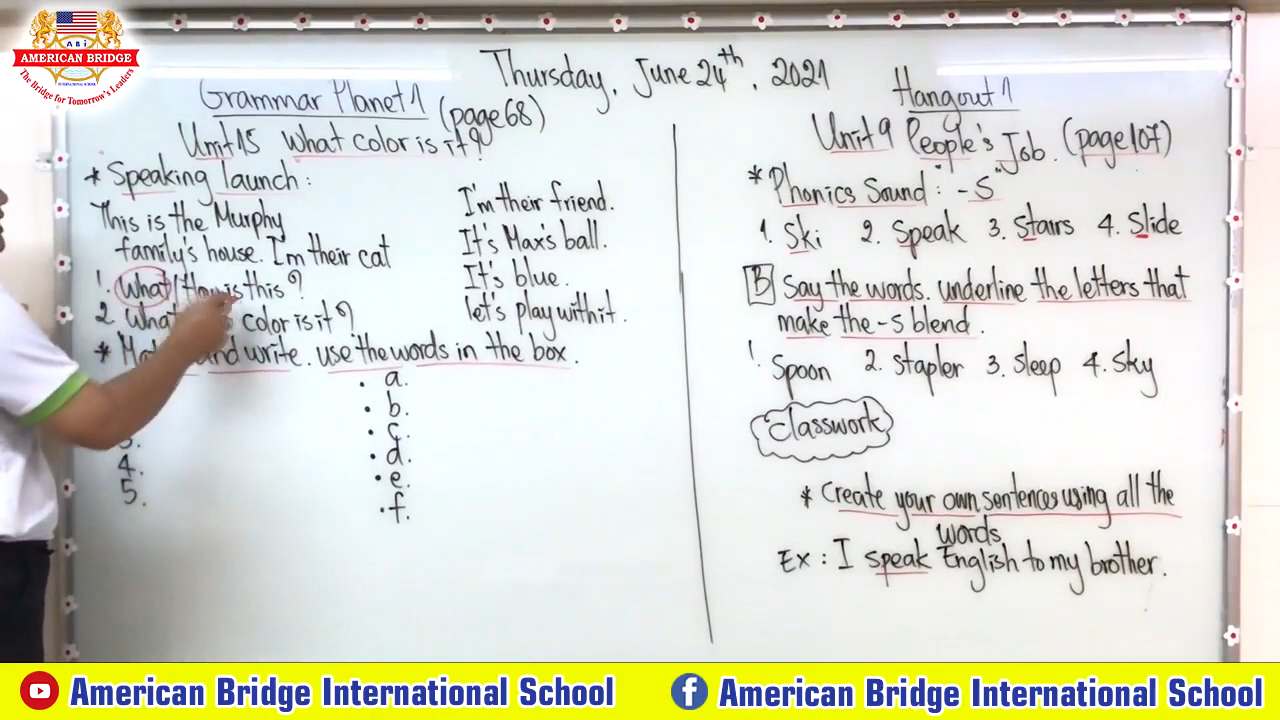 ABi
AMERICAN BRIDGE
INTERNATIONAL SCHOOL
The Bridge for Tomorrow's Leaders
Thursday, June 24th, 2021
Grammar Planet 1 (page 68)
Unit 15 What color is it?
* Speaking launch:
This is the Murphy
family's house. I'm their cat
1. What / How is this?
2. What color is it?
I'm their friend.
It's Max's ball.
It's blue.
let's play with it.
* and write. use the words in the box.
3.
4.
5.
a.
b.
c.
d.
e.
f.
Hangout 1
Unit 9 People's Job. (page 107)
* Phonics Sound: -S"
1. Ski 2. Speak 3. Stairs 4. Slide
B Say the words. underline the letters that
make the -s blend.
1. Spoon 2. Stapler 3. Sleep 4. Sky
Classwork
* Create your own sentences using all the
words
Ex: I speak English to my brother.
American Bridge International School
f American Bridge International School